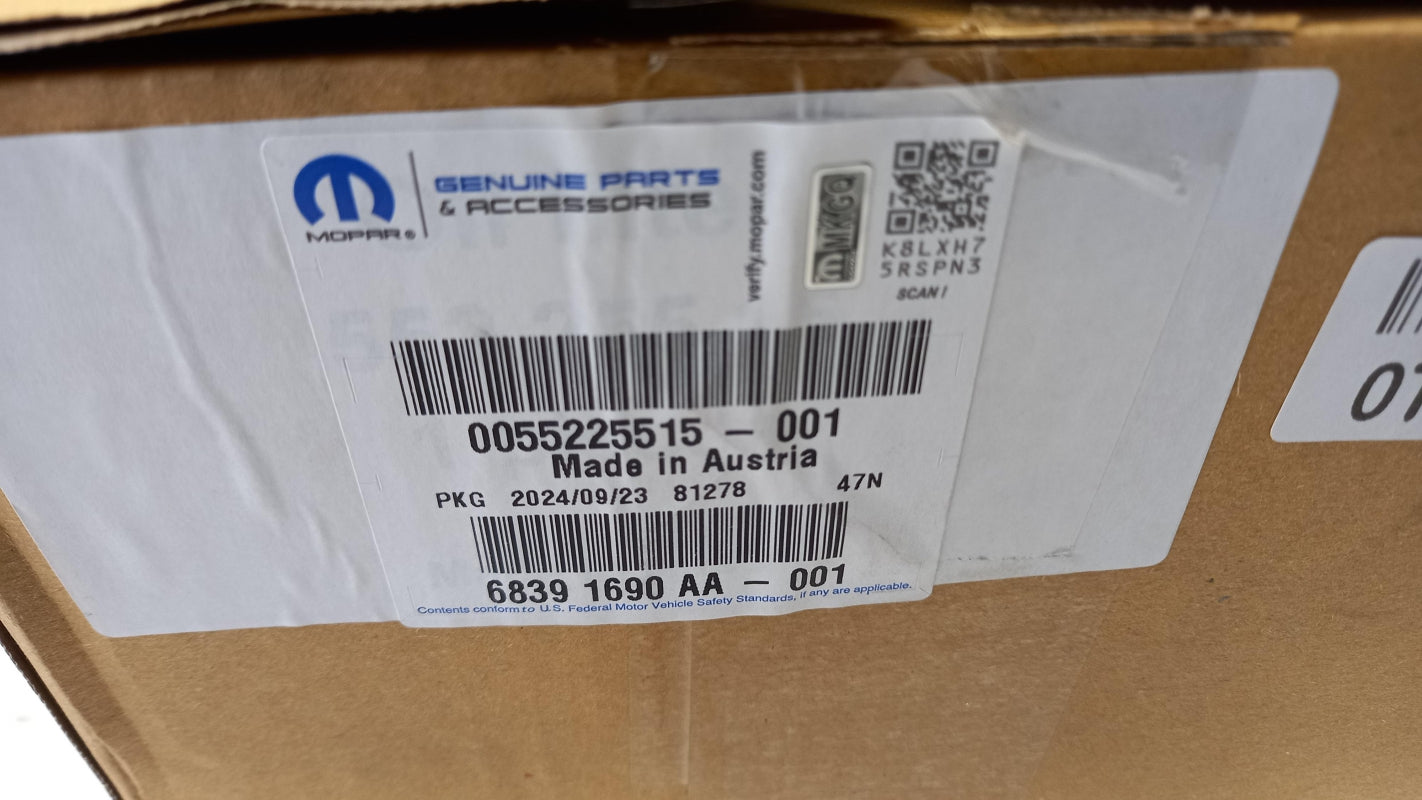 MOPAR®
GENUINE PARTS
& ACCESSORIES
verify.mopar.com
MKGQ
K8LXH7
5RSPN3
SCAN!
0055225515 – 001
Made in Austria
PKG 2024/09/23 81278 47N
6839 1690 AA – 001
Contents conform to U.S. Federal Motor Vehicle Safety Standards, if any are applicable.